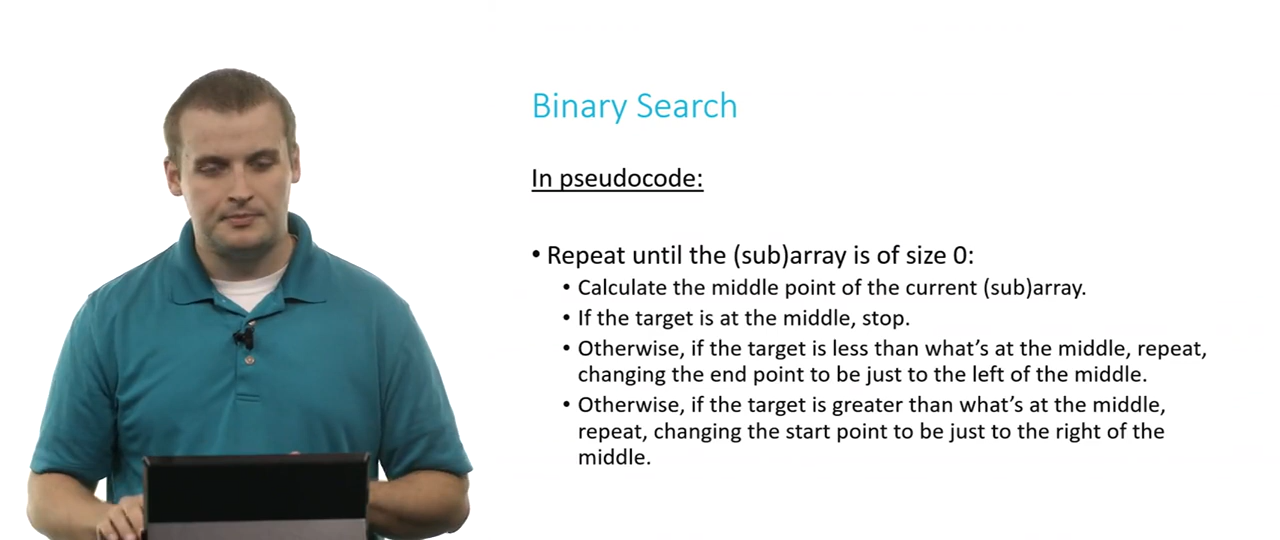 Binary Search
In pseudocode:
• Repeat until the (sub)array is of size 0:
• Calculate the middle point of the current (sub)array.
• If the target is at the middle, stop.
• Otherwise, if the target is less than what’s at the middle, repeat,
changing the end point to be just to the left of the middle.
• Otherwise, if the target is greater than what’s at the middle,
repeat, changing the start point to be just to the right of the
middle.